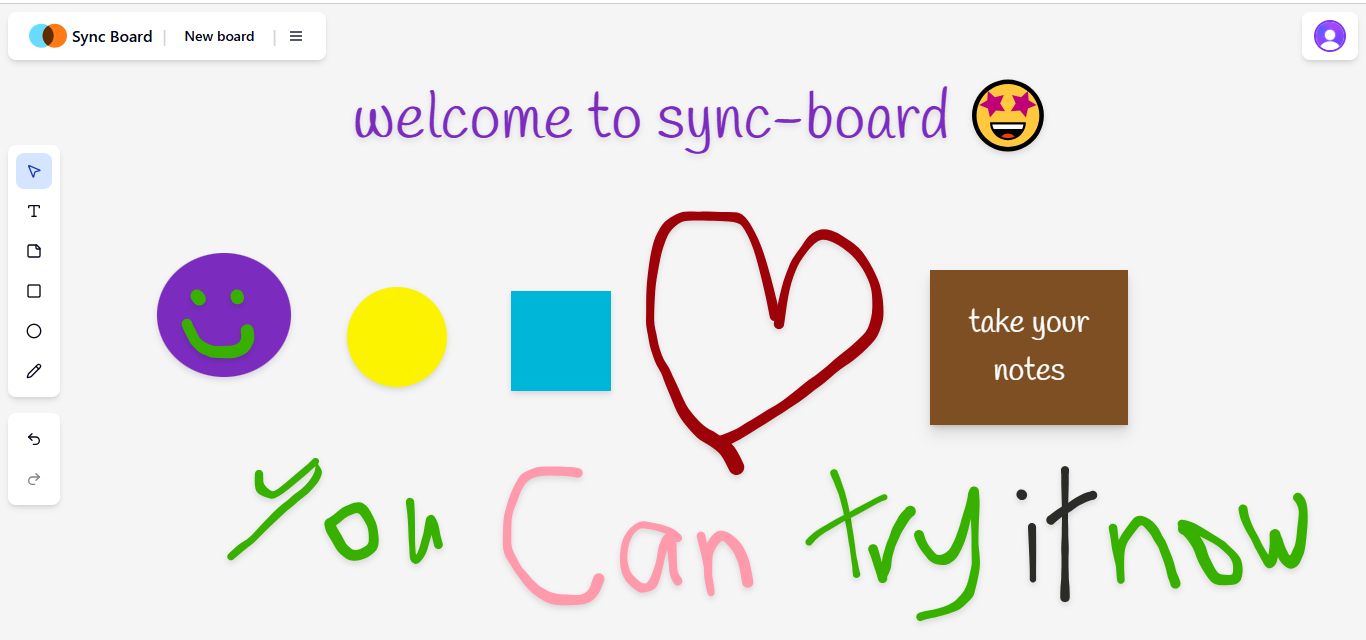 Sync Board | New board |
welcome to sync-board 🤩
take your
notes
You Can try it now